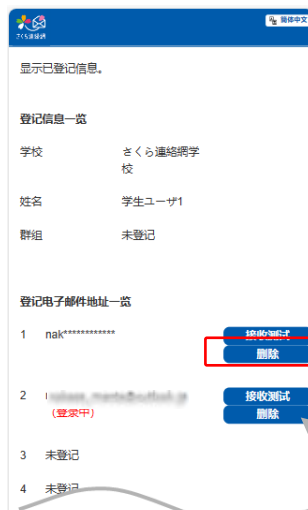 さくら連絡網
簡体中文
显示已登记信息。
登记信息一览
学校 さくら連絡網学
校
姓名 学生ユーザ1
群组 未登记
登记电子邮件地址一览
1 nak************ 接收测试
删除
2 接收测试
(登录中) 删除
3 未登记
4 未登记